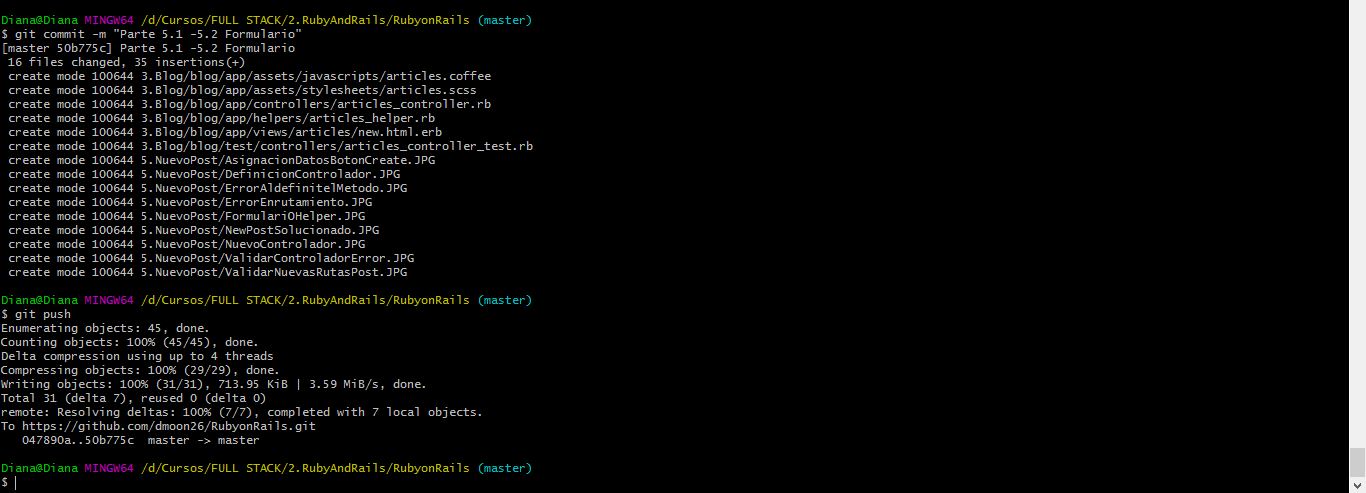 Diana@Diana MINGW64 /d/Cursos/FULL STACK/2.RubyAndRails/RubyonRails (master)
$ git commit -m "Parte 5.1 -5.2 Formulario"
[master 50b775c] Parte 5.1 -5.2 Formulario
 16 files changed, 35 insertions(+)
 create mode 100644 3.Blog/blog/app/assets/javascripts/articles.coffee
 create mode 100644 3.Blog/blog/app/assets/stylesheets/articles.scss
 create mode 100644 3.Blog/blog/app/controllers/articles_controller.rb
 create mode 100644 3.Blog/blog/app/helpers/articles_helper.rb
 create mode 100644 3.Blog/blog/app/views/articles/new.html.erb
 create mode 100644 3.Blog/blog/test/controllers/articles_controller_test.rb
 create mode 100644 5.NuevoPost/AsignacionDatosBotonCreate.JPG
 create mode 100644 5.NuevoPost/DefinicionControlador.JPG
 create mode 100644 5.NuevoPost/ErrorAldefinitelMetodo.JPG
 create mode 100644 5.NuevoPost/ErrorEnrutamiento.JPG
 create mode 100644 5.NuevoPost/FormulariOHelper.JPG
 create mode 100644 5.NuevoPost/NewPostSolucionado.JPG
 create mode 100644 5.NuevoPost/NuevoControlador.JPG
 create mode 100644 5.NuevoPost/ValidarControladorError.JPG
 create mode 100644 5.NuevoPost/ValidarNuevasRutasPost.JPG
Diana@Diana MINGW64 /d/Cursos/FULL STACK/2.RubyAndRails/RubyonRails (master)
$ git push
Enumerating objects: 45, done.
Counting objects: 100% (45/45), done.
Delta compression using up to 4 threads
Compressing objects: 100% (29/29), done.
Writing objects: 100% (31/31), 713.95 KiB | 3.59 MiB/s, done.
Total 31 (delta 7), reused 0 (delta 0)
remote: Resolving deltas: 100% (7/7), completed with 7 local objects.
To https://github.com/dmoon26/RubyonRails.git
   047890a..50b775c  master -> master
Diana@Diana MINGW64 /d/Cursos/FULL STACK/2.RubyAndRails/RubyonRails (master)
$